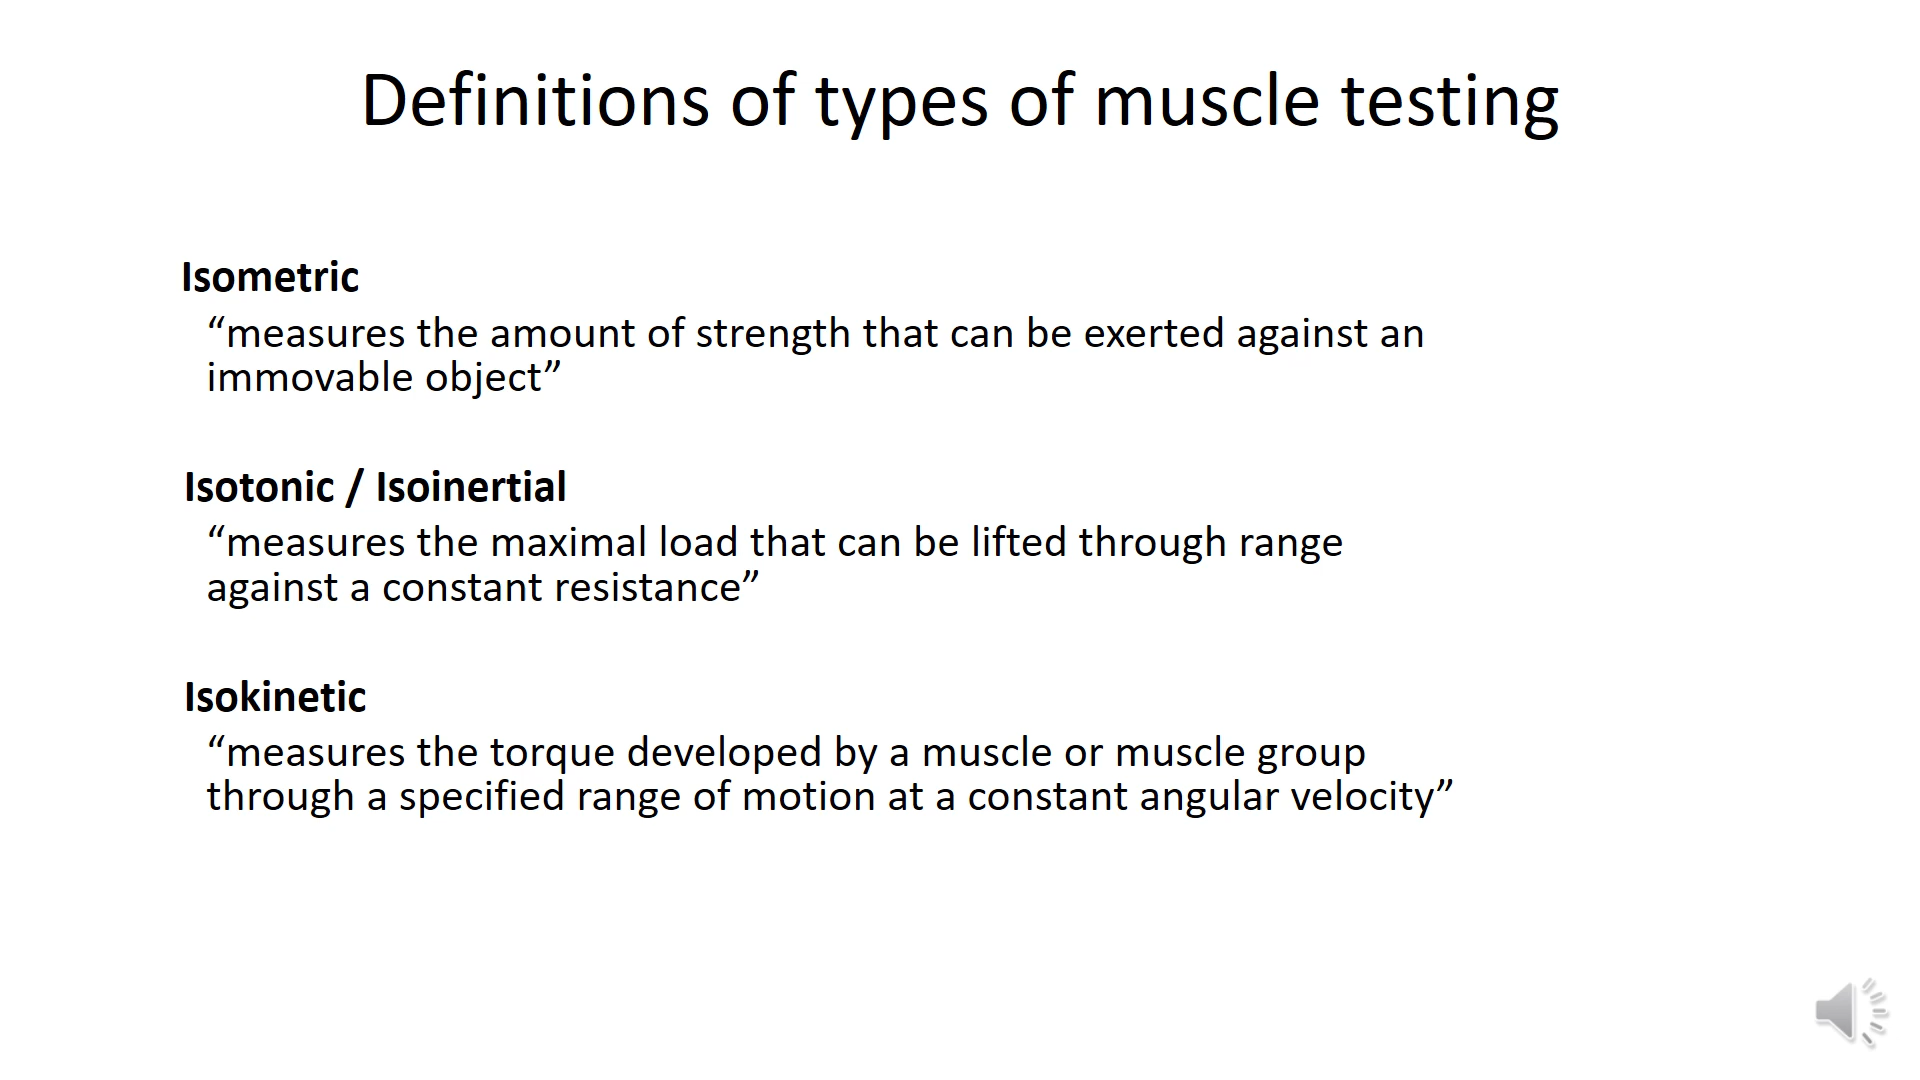 Definitions of types of muscle testing
Isometric
“measures the amount of strength that can be exerted against an
immovable object”
Isotonic / Isoinertial
“measures the maximal load that can be lifted through range
against a constant resistance”
Isokinetic
“measures the torque developed by a muscle or muscle group
through a specified range of motion at a constant angular velocity”